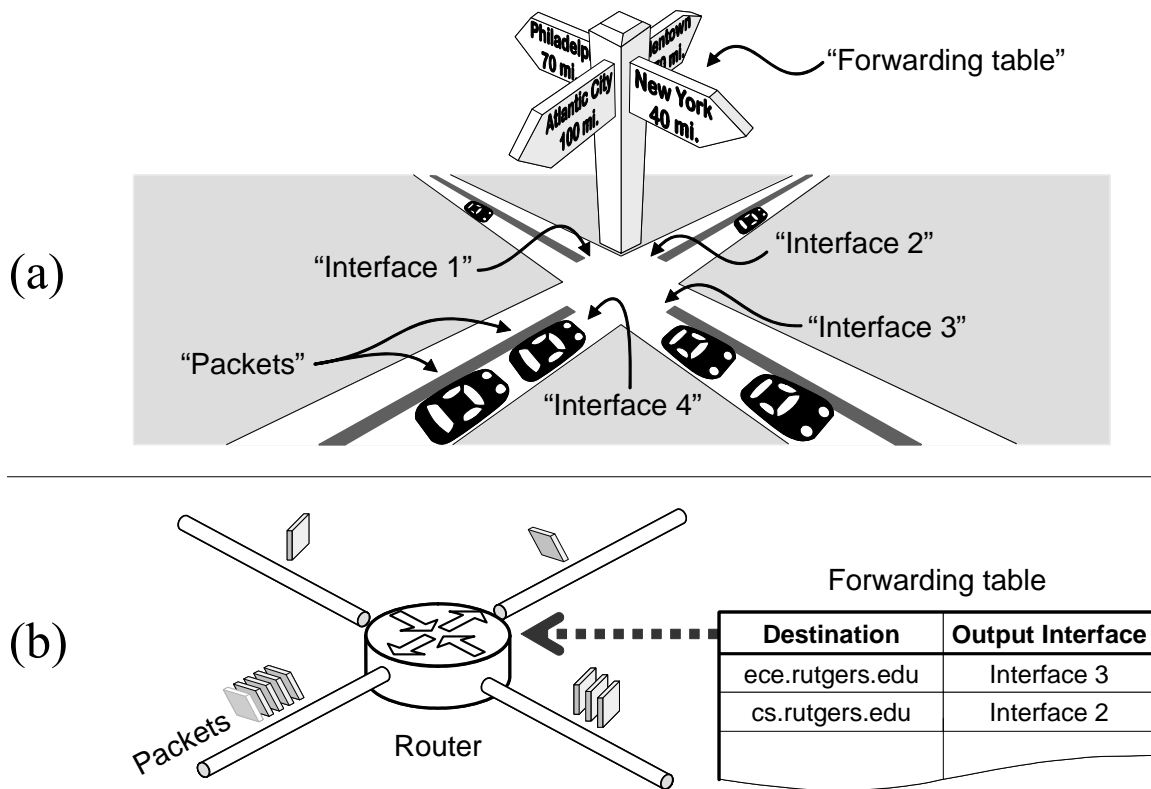 (a)
Philadelp
70 mi.
entown
mi.
Atlantic City
100 mi.
New York
40 mi.
“Forwarding table”
“Interface 1”
“Interface 2”
“Interface 3”
“Packets”
“Interface 4”
(b)
Packets
Router
Forwarding table
Destination Output Interface
ece.rutgers.edu Interface 3
cs.rutgers.edu Interface 2